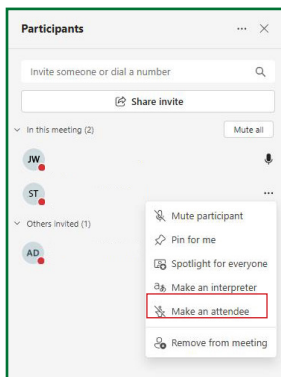 Participants
Invite someone or dial a number
Share invite
In this meeting (2)
Mute all
JW
ST
Mute participant
Others invited (1)
Pin for me
AD
Spotlight for everyone
Make an interpreter
Make an attendee
Remove from meeting